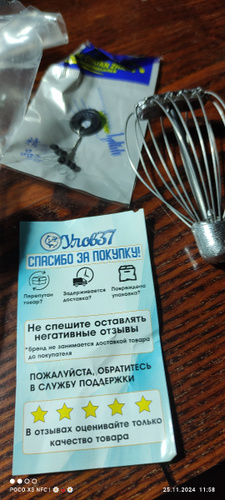 Улов37
СПАСИБО ЗА ПОКУПКУ!
Перепутан товар?
Задерживается доставка?
Повреждена упаковка?
Не спешите оставлять
негативные отзывы
*бренд не занимается доставкой товара
до покупателя
ПОЖАЛУЙСТА, ОБРАТИТЕСЬ
В СЛУЖБУ ПОДДЕРЖКИ
В отзывах оценивайте только
качество товара
POCO X3 NFC
25.11.2024 11:58